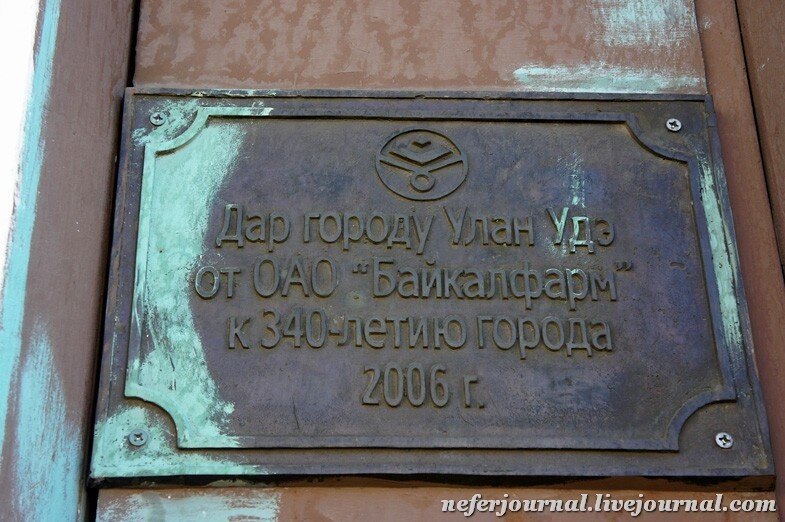 Дар городу Улан Удэ
от ОАО “Байкалфарм”
к 340-летию города
2006 г.
neferjournal.livejournal.com